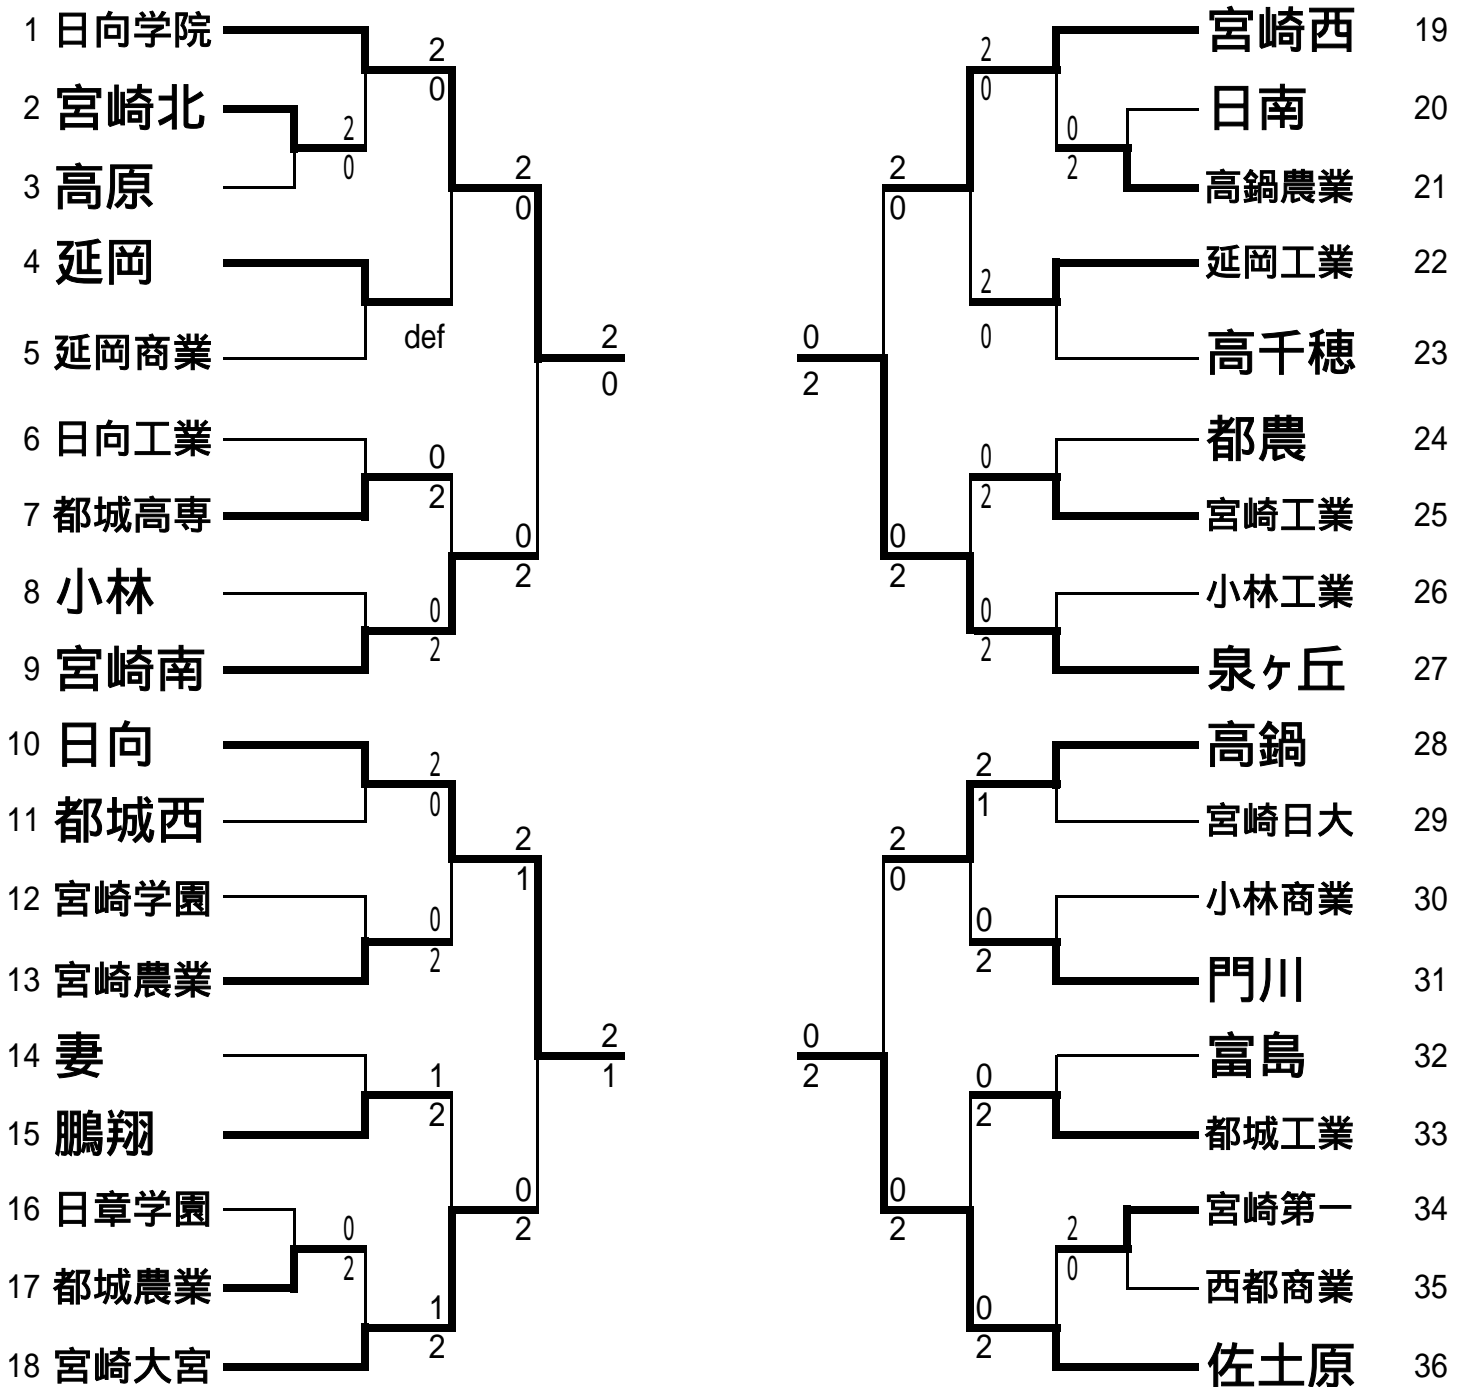 1 日向学院
2 宮崎北
3 高原
4 延岡
5 延岡商業
6 日向工業
7 都城高専
8 小林
9 宮崎南
10 日向
11 都城西
12 宮崎学園
13 宮崎農業
14 妻
15 鵬翔
16 日章学園
17 都城農業
18 宮崎大宮
2
0
0
2
0
2
1
2
2
0
def
0
2
0
2
2
0
0
2
1
2
1
2
2
0
0
2
2
1
0
2
2
0
2
1
0
2
0
2
2
0
0
2
2
0
0
2
2
0
2
0
0
2
0
2
2
1
0
2
0
2
0
2
0
2
2
0
宮崎西 19
日南 20
高鍋農業 21
延岡工業 22
高千穂 23
都農 24
宮崎工業 25
小林工業 26
泉ヶ丘 27
高鍋 28
宮崎日大 29
小林商業 30
門川 31
富島 32
都城工業 33
宮崎第一 34
西都商業 35
佐土原 36